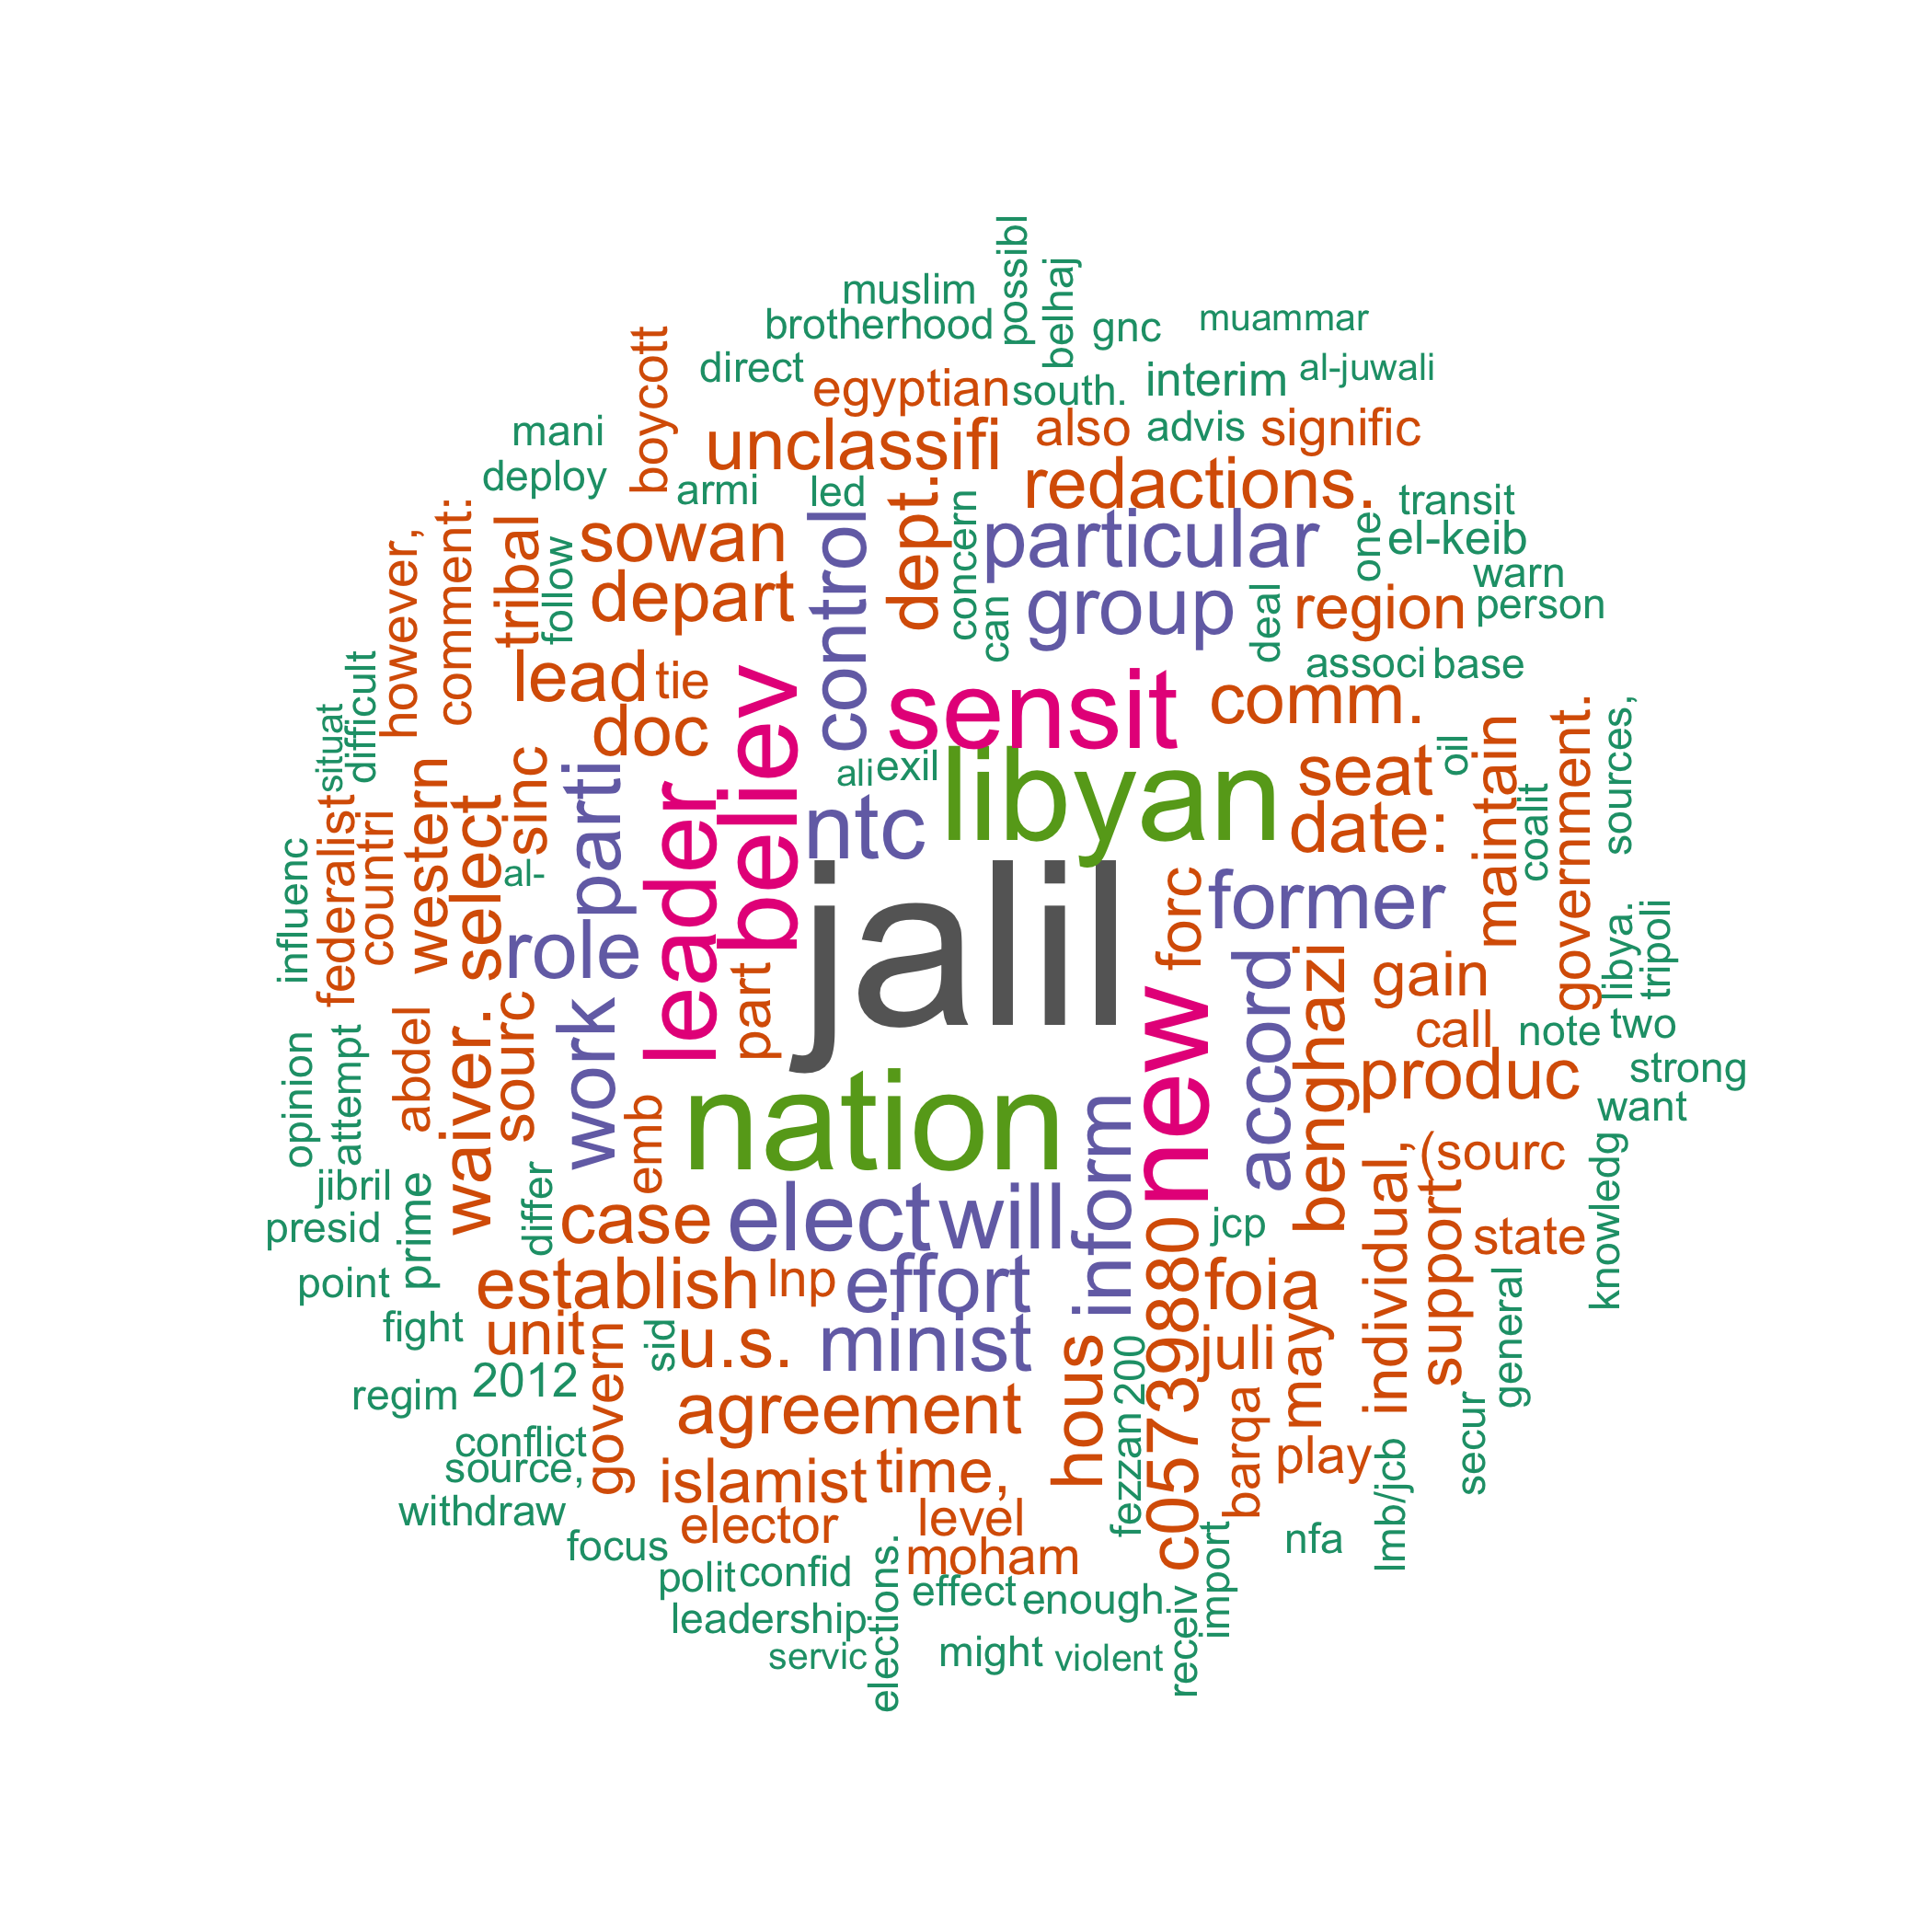 possibl
muslim
belhaj
brotherhood
gnc
muammar
boycott
direct
egyptian
south.
interim
al-juwali
mani
unclassifi
also
advis
signific
deploy
armi
led
dept.
redactions.
transit
however,
comment:
tribal
follow
sowan
control
concern
particular
one
el-keib
warn
depart
can
group
deal
region
person
difficult
situat
lead
tie
believ
sensit
comm.
associ
base
doc
ali
exil
libyan
seat
oil
maintain
government.
sources,
federalist
countri
western
select
sinc
parti
leader
ntc
date:
coalit
influenc
al-
role
jalil
forc
former
libya.
tripoli
waiver.
sourc
work
part
new
accord
benghazi
gain
abdel
call
note
two
opinion
attempt
emb
nation
produc
strong
want
jibril
prime
differ
case
elect
will
inform
jcp
individual,
(sourc
knowledg
presid
support
state
point
establish
lnp
effort
c05739880
foia
general
fight
unit
govern
sid
u.s.
minist
hous
200
juli
may
regim
2012
agreement
fezzan
barqa
play
lmb/jcb
secur
conflict
source,
islamist
time,
withdraw
elector
level
import
nfa
focus
polit
confid
elections.
moham
effect
enough.
receiv
leadership
servic
might
violent